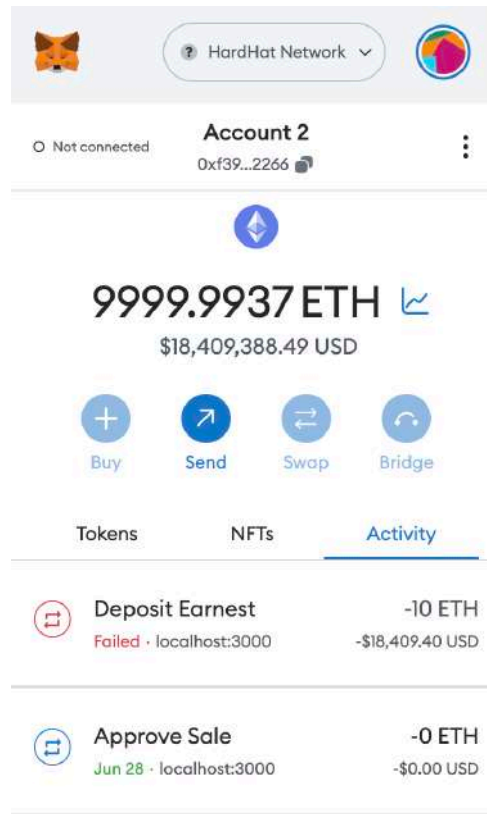 ? HardHat Network
Not connected
Account 2
0xf39...2266
9999.9937 ETH
$18,409,388.49 USD
Buy Send Swap Bridge
Tokens NFTs Activity
Deposit Earnest -10 ETH
Failed · localhost:3000 -$18,409.40 USD
Approve Sale -0 ETH
Jun 28 · localhost:3000 -$0.00 USD